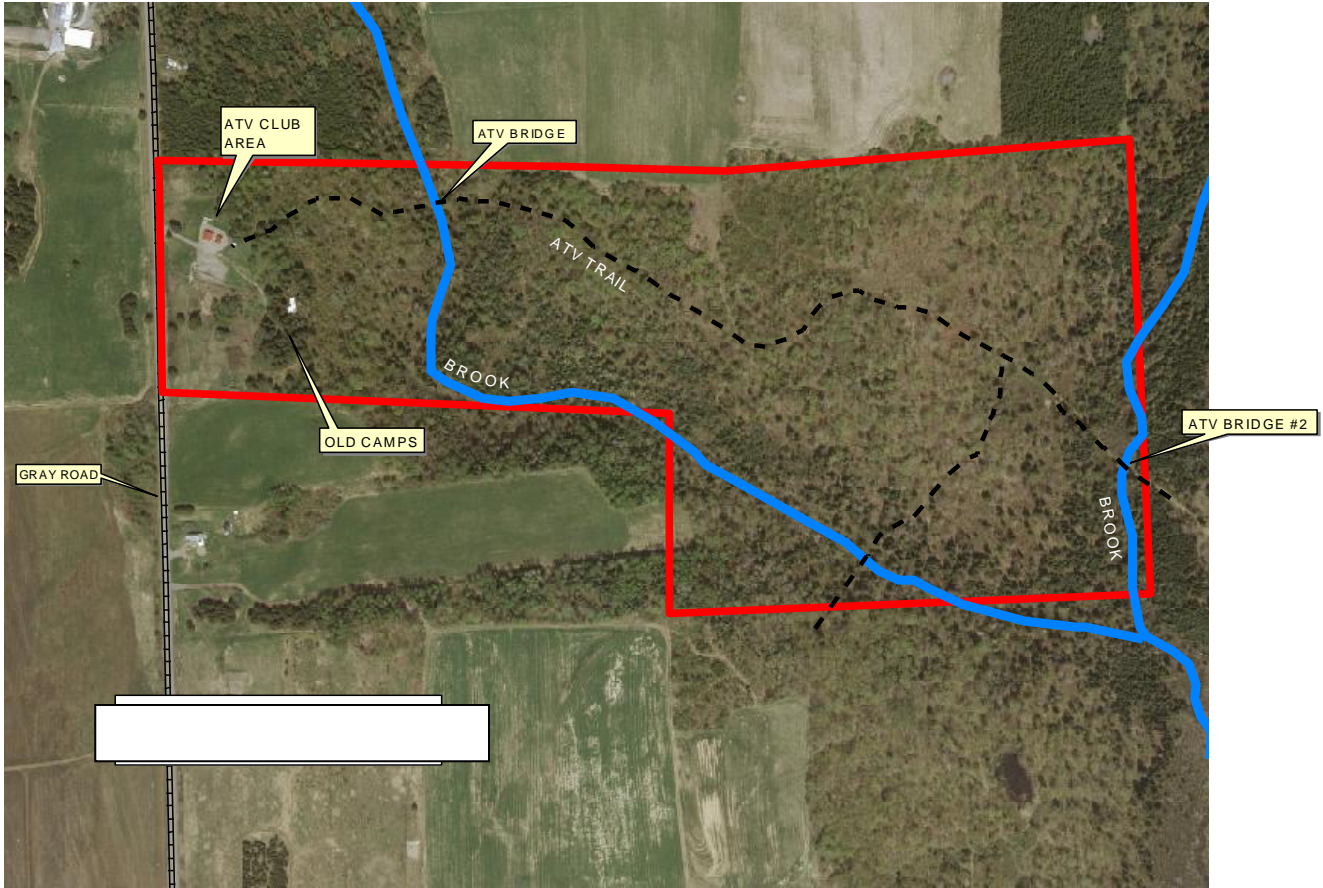 ATV CLUB
AREA
ATV BRIDGE
ATV TRAIL
BROOK
OLD CAMPS
GRAY ROAD
ATV BRIDGE #2
BROOK